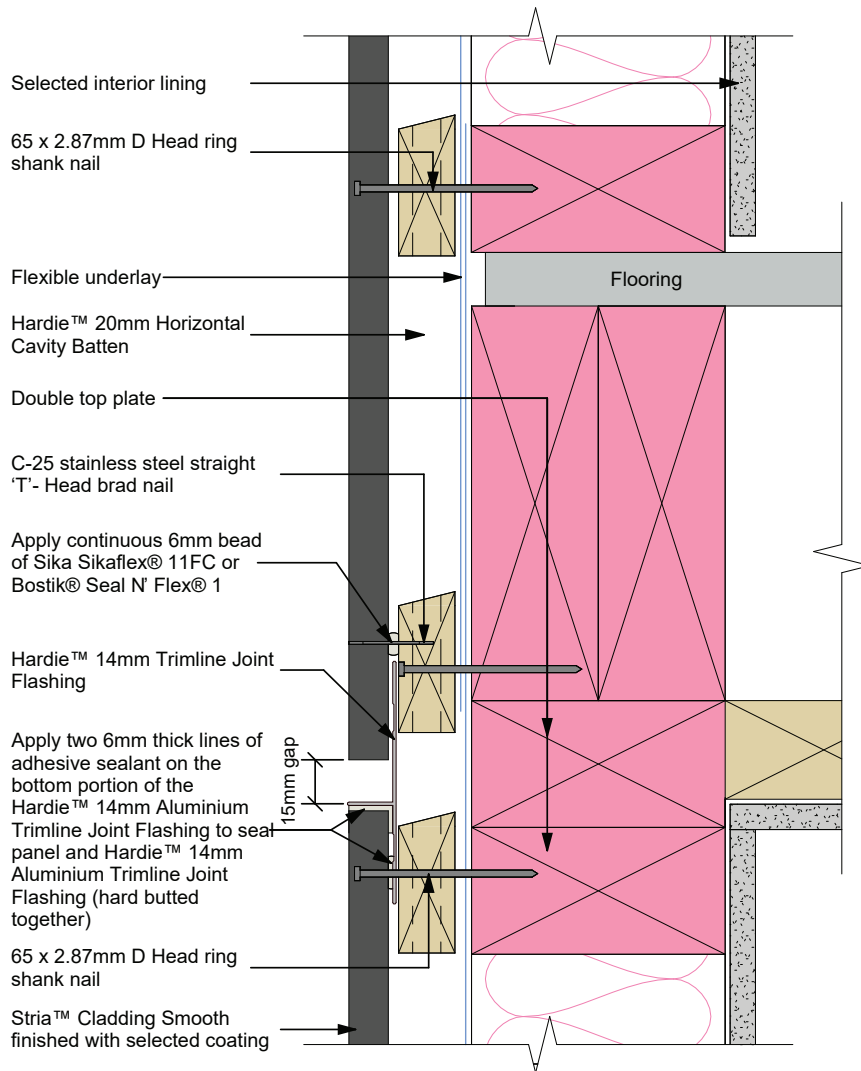 Selected interior lining
65 x 2.87mm D Head ring
shank nail
Flexible underlay
Flooring
Hardie™ 20mm Horizontal
Cavity Batten
Double top plate
C-25 stainless steel straight
‘T’- Head brad nail
Apply continuous 6mm bead
of Sika Sikaflex® 11FC or
Bostik® Seal N’ Flex® 1
Hardie™ 14mm Trimline Joint
Flashing
Apply two 6mm thick lines of
adhesive sealant on the
bottom portion of the
Hardie™ 14mm Aluminium
Trimline Joint Flashing to seal
panel and Hardie™ 14mm
Aluminium Trimline Joint
Flashing (hard butted
together)
15mm gap
65 x 2.87mm D Head ring
shank nail
Stria™ Cladding Smooth
finished with selected coating